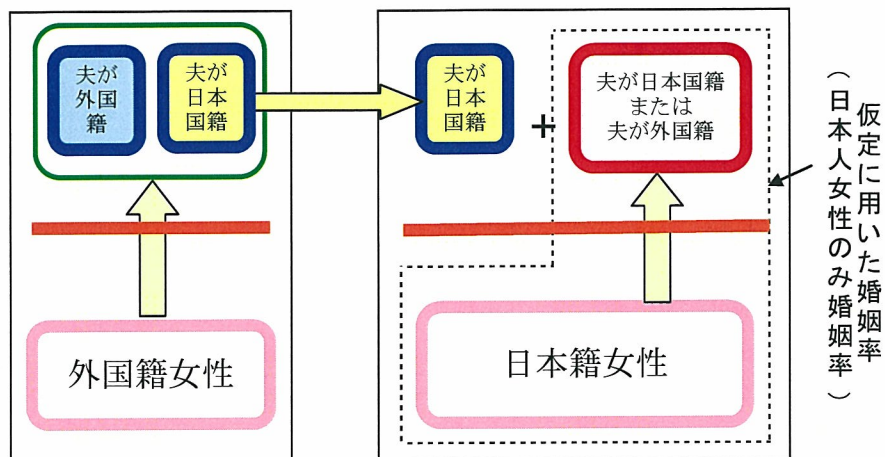 夫が
外国
籍
夫が
日本
国籍
夫が
日本
国籍
+
夫が日本国籍
または
夫が外国籍
外国籍女性
日本籍女性
仮定に用いた婚姻率
(日本人女性のみ婚姻率)